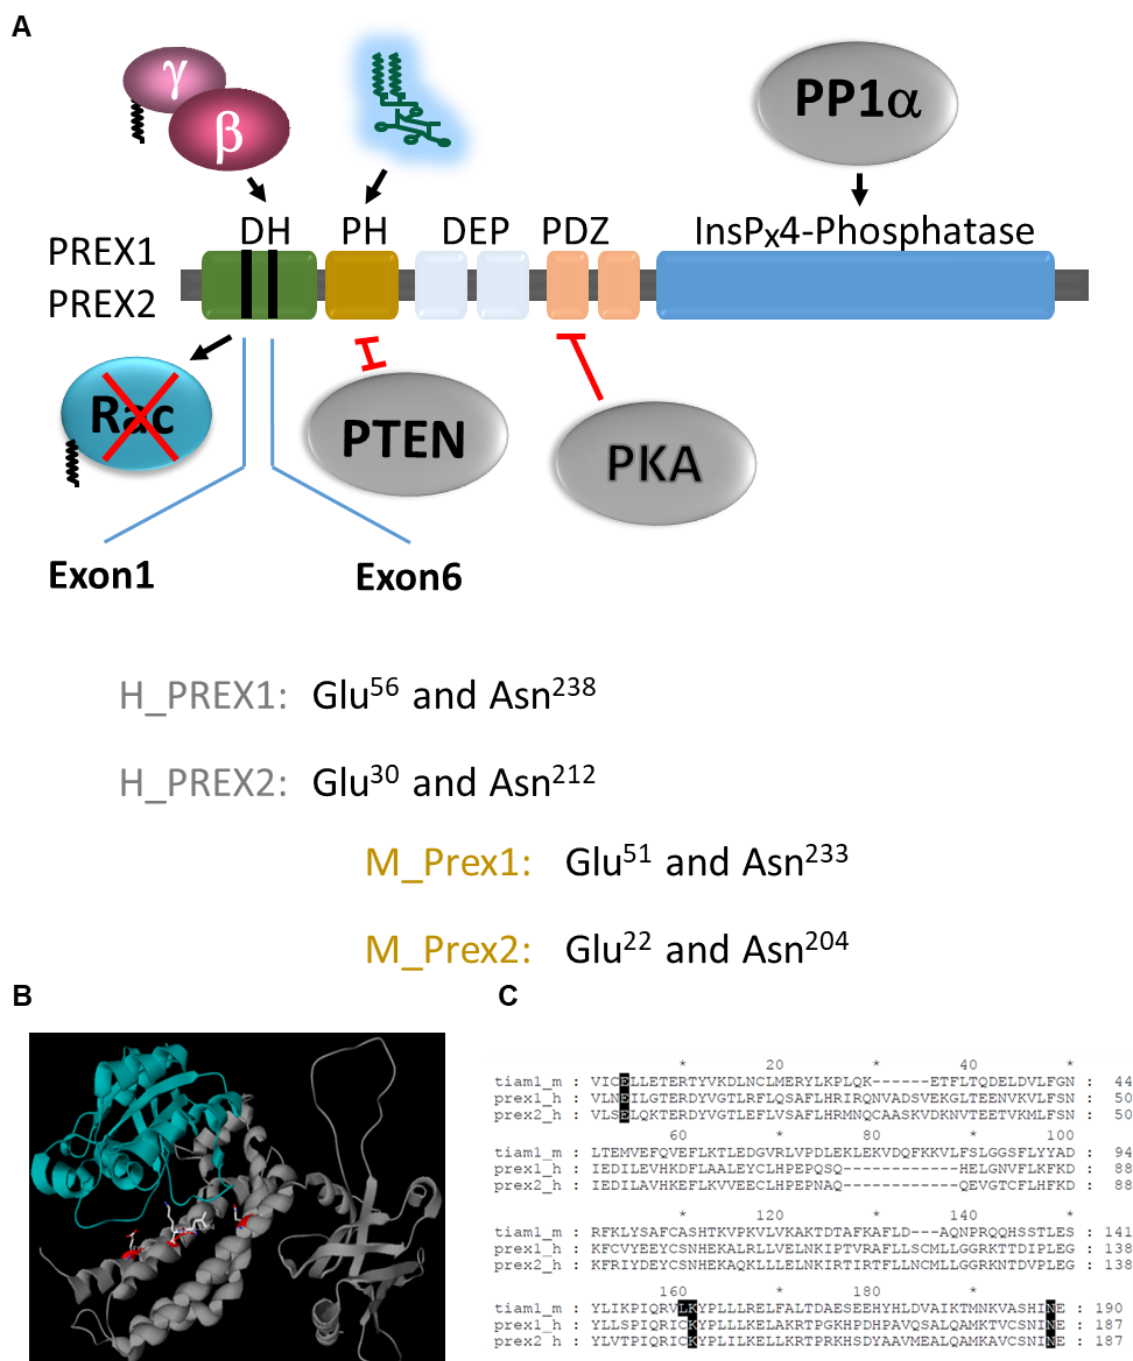 A
γ
β
PP1α
DH PH DEP PDZ InsPx4-Phosphatase
PREX1
PREX2
Rac
PTEN
PKA
Exon1
Exon6
H_PREX1: Glu56 and Asn238
H_PREX2: Glu30 and Asn212
M_Prex1: Glu51 and Asn233
M_Prex2: Glu22 and Asn204
B
C
* 20 * 40 *
tiam1_m : VICELLETERTYVKDLNCLMERYLKPLQK------ETFLTQDELDVLFGN : 44
prex1_h : VLNEILGTERDYVGTLRFLQSAFLHRIRQNVADSVEKGLTEENVKVLFSN : 50
prex2_h : VLSELQKTERDYVGTLEFLVSAFLHRMNQCAASKVDKNVTEETVKMLFSN : 50
60 * 80 * 100
tiam1_m : LTEMVEFQVEFLKTLEDGVRLVPDLEKLEKVDQFKKVLFSLGGSFLYYAD : 94
prex1_h : IEDILEVHKDFLAALEYCLHPEPQSQ------------HELGNVFLKFKD : 88
prex2_h : IEDILAVHKEFLKVVEECLHPEPNAQ------------QEVGTCFLHFKD : 88
* 120 * 140 *
tiam1_m : RFKLYSAFCASHTKVPKVLVKAKTDTAFKAFLD---AQNPRQQHSSTLES : 141
prex1_h : KFCVYEEYCSNHEKALRLLVELNKIPTVRAFLLSCMLLGGRKTTDIPLEG : 138
prex2_h : KFRIYDEYCSNHEKAQKLLLELNKIRTIRTFLLNCMLLGGRKNTDVPLEG : 138
160 * 180 *
tiam1_m : YLIKPIQRVLKYPLLLRELFALTDAESEEHYHLDVAIKTMNKVASHINE : 190
prex1_h : YLLSPIQRICKYPLLLKELAKRTPGKHPDHPAVQSALQAMKTVCSNINE : 187
prex2_h : YLVTPIQRICKYPLILKELLKRTPRKHSDYAAVMEALQAMKAVCSNINE : 187